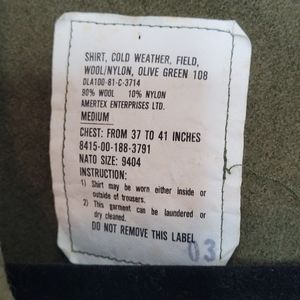 SHIRT, COLD WEATHER, FIELD,
WOOL/NYLON, OLIVE GREEN 108
DLA100-81-C-3714
90% WOOL 10% NYLON
AMERTEX ENTERPRISES LTD.
MEDIUM
CHEST: FROM 37 TO 41 INCHES
8415-00-188-3791
NATO SIZE: 9404
INSTRUCTION:
1) Shirt may be worn either inside or
outside of trousers.
2) This garment can be laundered or
dry cleaned.
DO NOT REMOVE THIS LABEL
03